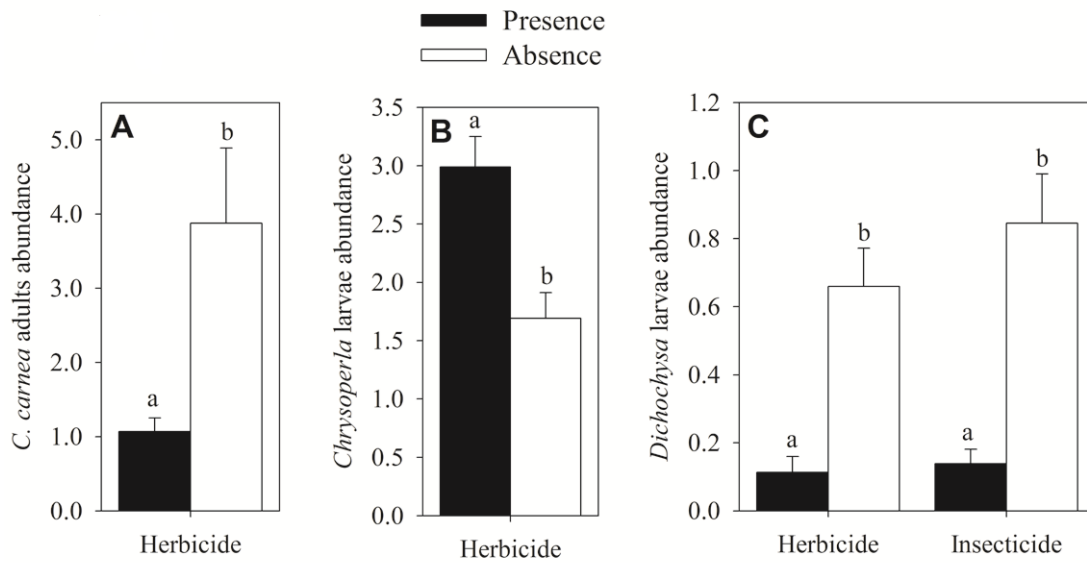 Presence
Absence
A
C. carnea adults abundance
5.0
4.0
3.0
2.0
1.0
0.0
a
b
Herbicide
B
Chrysoperla larvae abundance
3.5
3.0
2.5
2.0
1.5
1.0
0.5
0.0
a
b
Herbicide
C
Dichochysa larvae abundance
1.2
1.0
0.8
0.6
0.4
0.2
0.0
a
b
a
b
Herbicide Insecticide